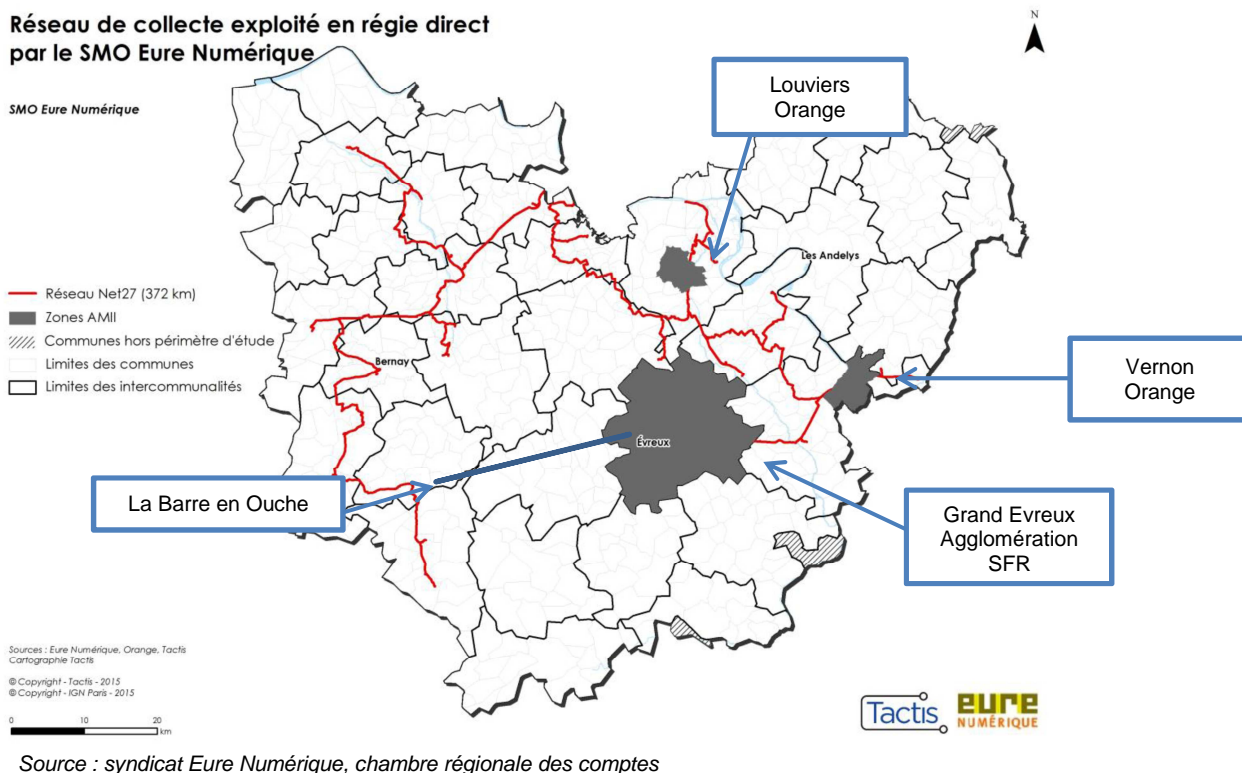 Réseau de collecte exploité en régie direct
par le SMO Eure Numérique
SMO Eure Numérique
N
Louviers
Orange
Les Andelys
Réseau Net27 (372 km)
Zones AMII
Communes hors périmètre d'étude
Limites des communes
Limites des intercommunalités
Bernay
Vernon
Orange
Évreux
La Barre en Ouche
Grand Evreux
Agglomération
SFR
Sources : Eure Numérique, Orange, Tactis
Cartographie Tactis
© Copyright - Tactis - 2015
© Copyright - IGN Paris - 2015
0 10 20
km
Tactis
EURE
NUMÉRIQUE
Source : syndicat Eure Numérique, chambre régionale des comptes